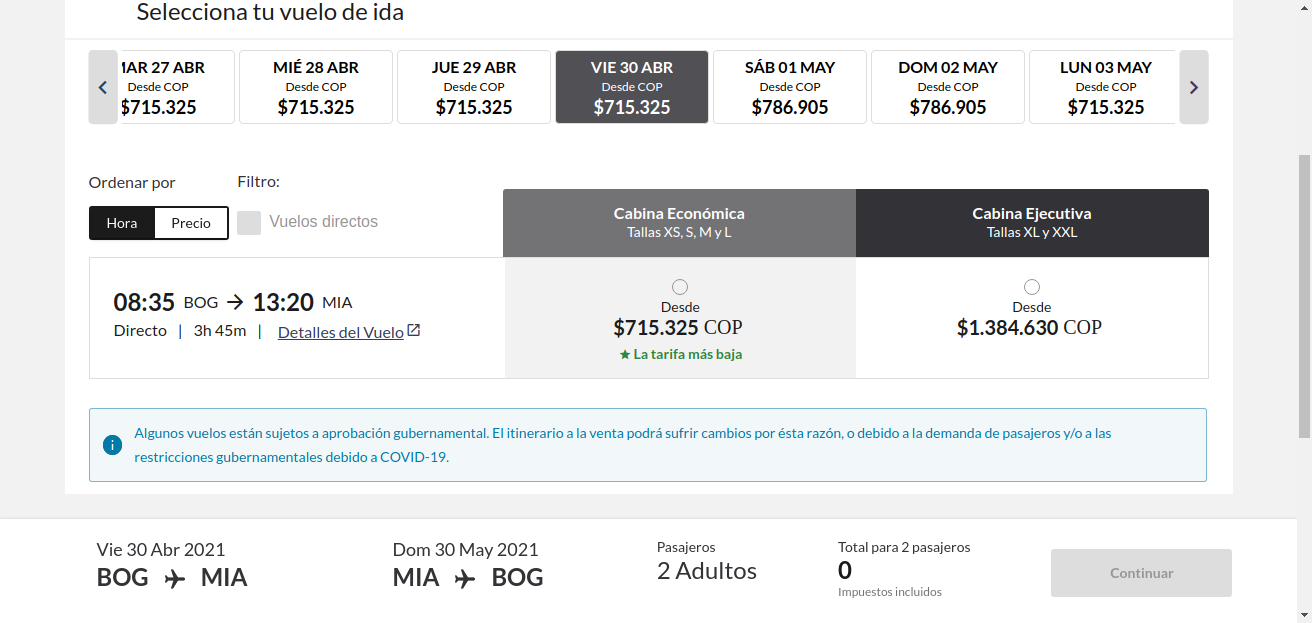 Selecciona tu vuelo de ida
MAR 27 ABR
Desde COP
$715.325
MIÉ 28 ABR
Desde COP
$715.325
JUE 29 ABR
Desde COP
$715.325
VIE 30 ABR
Desde COP
$715.325
SÁB 01 MAY
Desde COP
$786.905
DOM 02 MAY
Desde COP
$786.905
LUN 03 MAY
Desde COP
$715.325
Ordenar por
Filtro:
Hora
Precio
Vuelos directos
Cabina Económica
Tallas XS, S, M y L
Cabina Ejecutiva
Tallas XL y XXL
08:35 BOG → 13:20 MIA
Directo | 3h 45m | Detalles del Vuelo
Desde
$715.325 COP
★ La tarifa más baja
Desde
$1.384.630 COP
Algunos vuelos están sujetos a aprobación gubernamental. El itinerario a la venta podrá sufrir cambios por ésta razón, o debido a la demanda de pasajeros y/o a las
restricciones gubernamentales debido a COVID-19.
Vie 30 Abr 2021
BOG ✈ MIA
Dom 30 May 2021
MIA ✈ BOG
Pasajeros
2 Adultos
Total para 2 pasajeros
0
Impuestos incluidos
Continuar